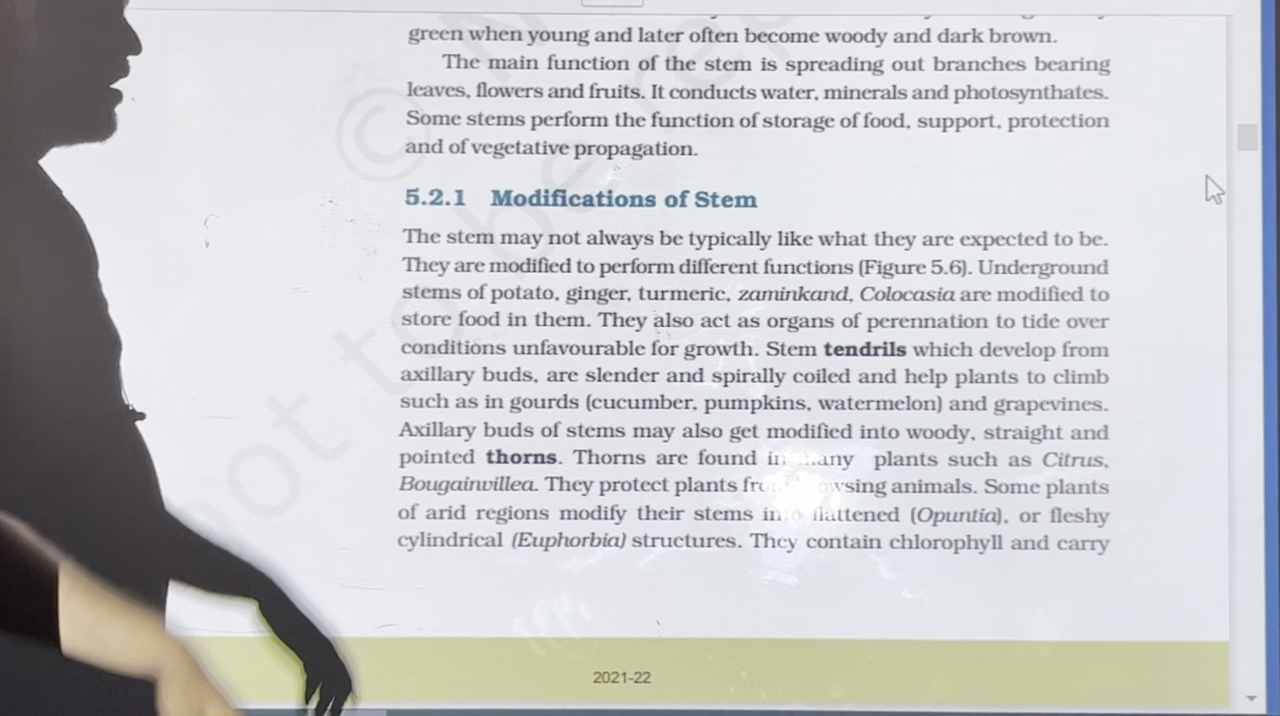 green when young and later often become woody and dark brown.
The main function of the stem is spreading out branches bearing
leaves, flowers and fruits. It conducts water, minerals and photosynthates.
Some stems perform the function of storage of food, support, protection
and of vegetative propagation.
5.2.1 Modifications of Stem
The stem may not always be typically like what they are expected to be.
They are modified to perform different functions (Figure 5.6). Underground
stems of potato, ginger, turmeric, zaminkand, Colocasia are modified to
store food in them. They also act as organs of perennation to tide over
conditions unfavourable for growth. Stem tendrils which develop from
axillary buds, are slender and spirally coiled and help plants to climb
such as in gourds (cucumber, pumpkins, watermelon) and grapevines.
Axillary buds of stems may also get modified into woody, straight and
pointed thorns. Thorns are found in many plants such as Citrus,
Bougainvillea. They protect plants from browsing animals. Some plants
of arid regions modify their stems into flattened (Opuntia), or fleshy
cylindrical (Euphorbia) structures. They contain chlorophyll and carry
2021-22